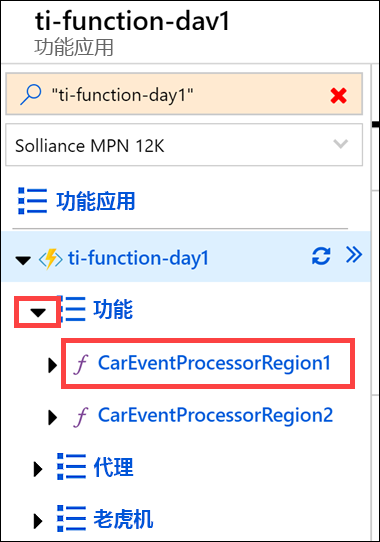 ti-function-dav1
功能应用
"ti-function-day1"
Solliance MPN 12K
功能应用
ti-function-day1
功能
CarEventProcessorRegion1
CarEventProcessorRegion2
代理
老虎机